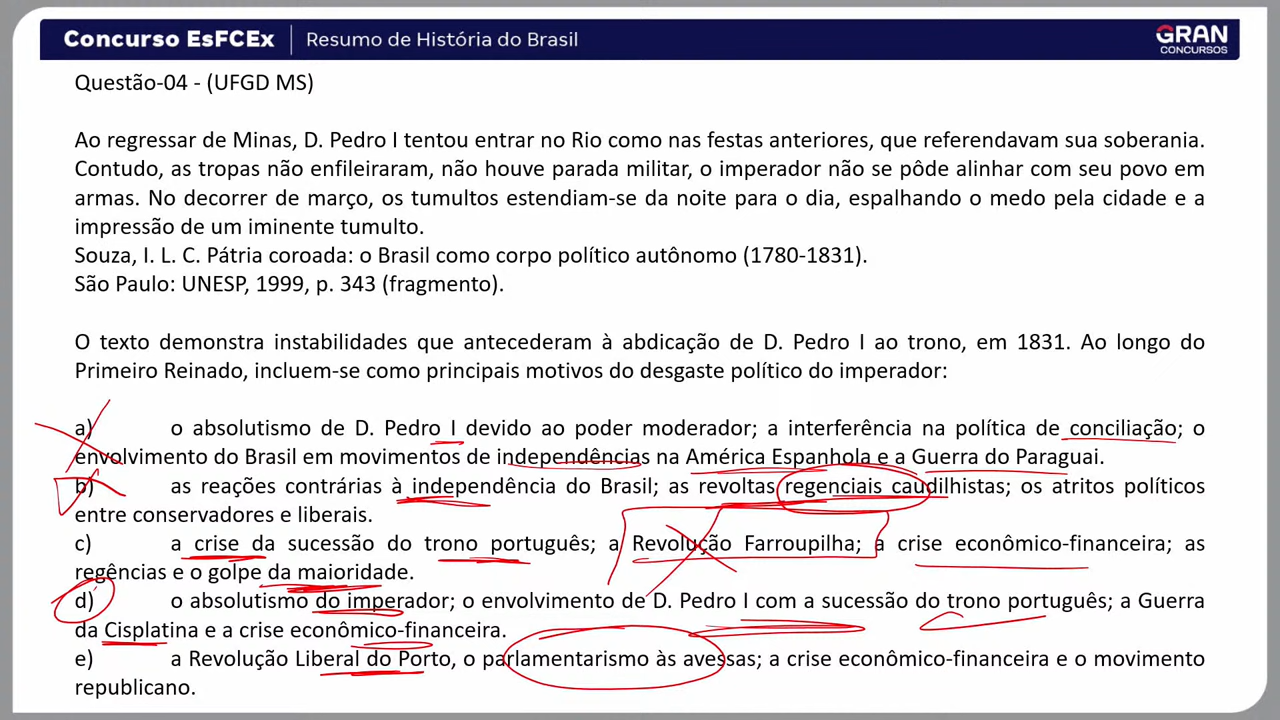 Concurso EsFCEx | Resumo de História do Brasil
GRAN
CONCURSOS
Questão-04 - (UFGD MS)
Ao regressar de Minas, D. Pedro I tentou entrar no Rio como nas festas anteriores, que referendavam sua soberania.
Contudo, as tropas não enfileiraram, não houve parada militar, o imperador não se pôde alinhar com seu povo em
armas. No decorrer de março, os tumultos estendiam-se da noite para o dia, espalhando o medo pela cidade e a
impressão de um iminente tumulto.
Souza, I. L. C. Pátria coroada: o Brasil como corpo político autônomo (1780-1831).
São Paulo: UNESP, 1999, p. 343 (fragmento).
O texto demonstra instabilidades que antecederam à abdicação de D. Pedro I ao trono, em 1831. Ao longo do
Primeiro Reinado, incluem-se como principais motivos do desgaste político do imperador:
a) o absolutismo de D. Pedro I devido ao poder moderador; a interferência na política de conciliação; o
envolvimento do Brasil em movimentos de independências na América Espanhola e a Guerra do Paraguai.
b) as reações contrárias à independência do Brasil; as revoltas regenciais caudilhistas; os atritos políticos
entre conservadores e liberais.
c) a crise da sucessão do trono português; a Revolução Farroupilha; a crise econômico-financeira; as
regências e o golpe da maioridade.
d) o absolutismo do imperador; o envolvimento de D. Pedro I com a sucessão do trono português; a Guerra
da Cisplatina e a crise econômico-financeira.
e) a Revolução Liberal do Porto, o parlamentarismo às avessas; a crise econômico-financeira e o movimento
republicano.